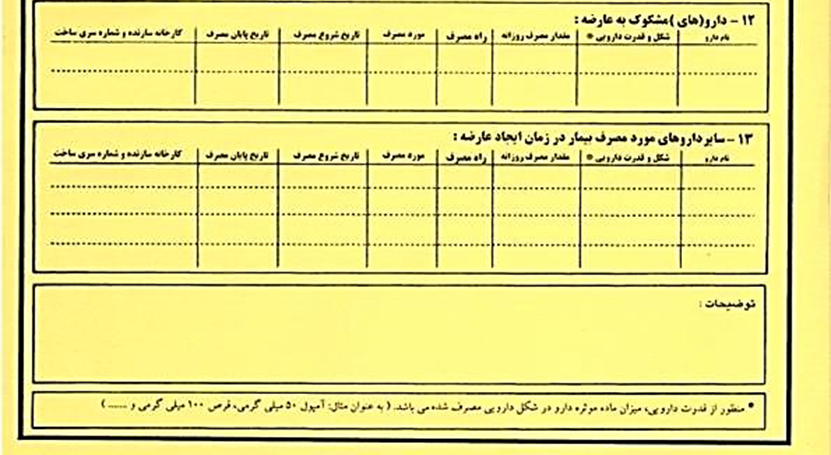 ۱۲ - دارو(های )مشکوک به عارضه :
نام دارو شکل و قدرت دارویی * مقدار مصرف روزانه راه مصرف مورد مصرف تاریخ شروع مصرف تاریخ پایان مصرف کارخانه سازنده و شماره سری ساخت
۱۳ - سایر داروهای مورد مصرف بیمار در زمان ایجاد عارضه :
نام دارو شکل و قدرت دارویی * مقدار مصرف روزانه راه مصرف مورد مصرف تاریخ شروع مصرف تاریخ پایان مصرف کارخانه سازنده و شماره سری ساخت
توضیحات :
* منظور از قدرت دارویی، میزان ماده موثره دارو در شکل دارویی مصرف شده می باشد. ( به عنوان مثال: آمپول ۵۰ میلی گرمی، قرص ۱۰۰ میلی گرمی و ...... )